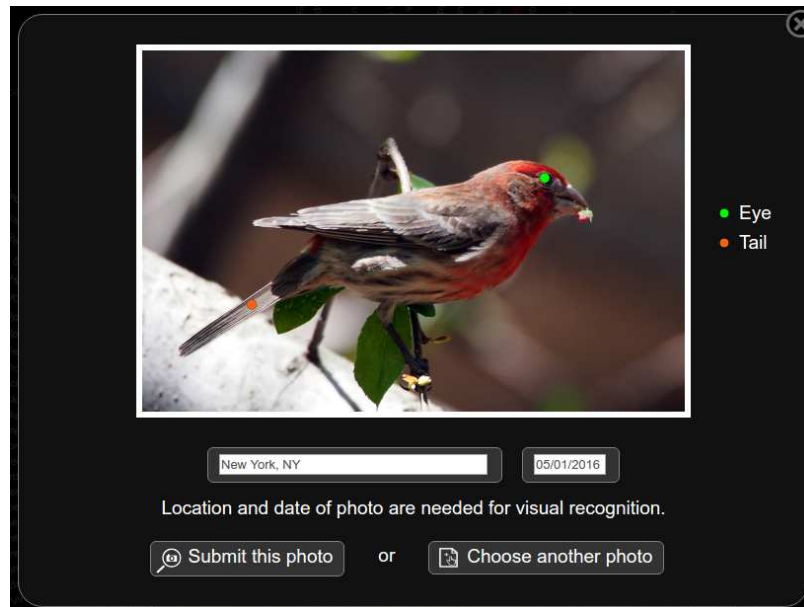 Eye
Tail
New York, NY
05/01/2016
Location and date of photo are needed for visual recognition.
Submit this photo
or
Choose another photo